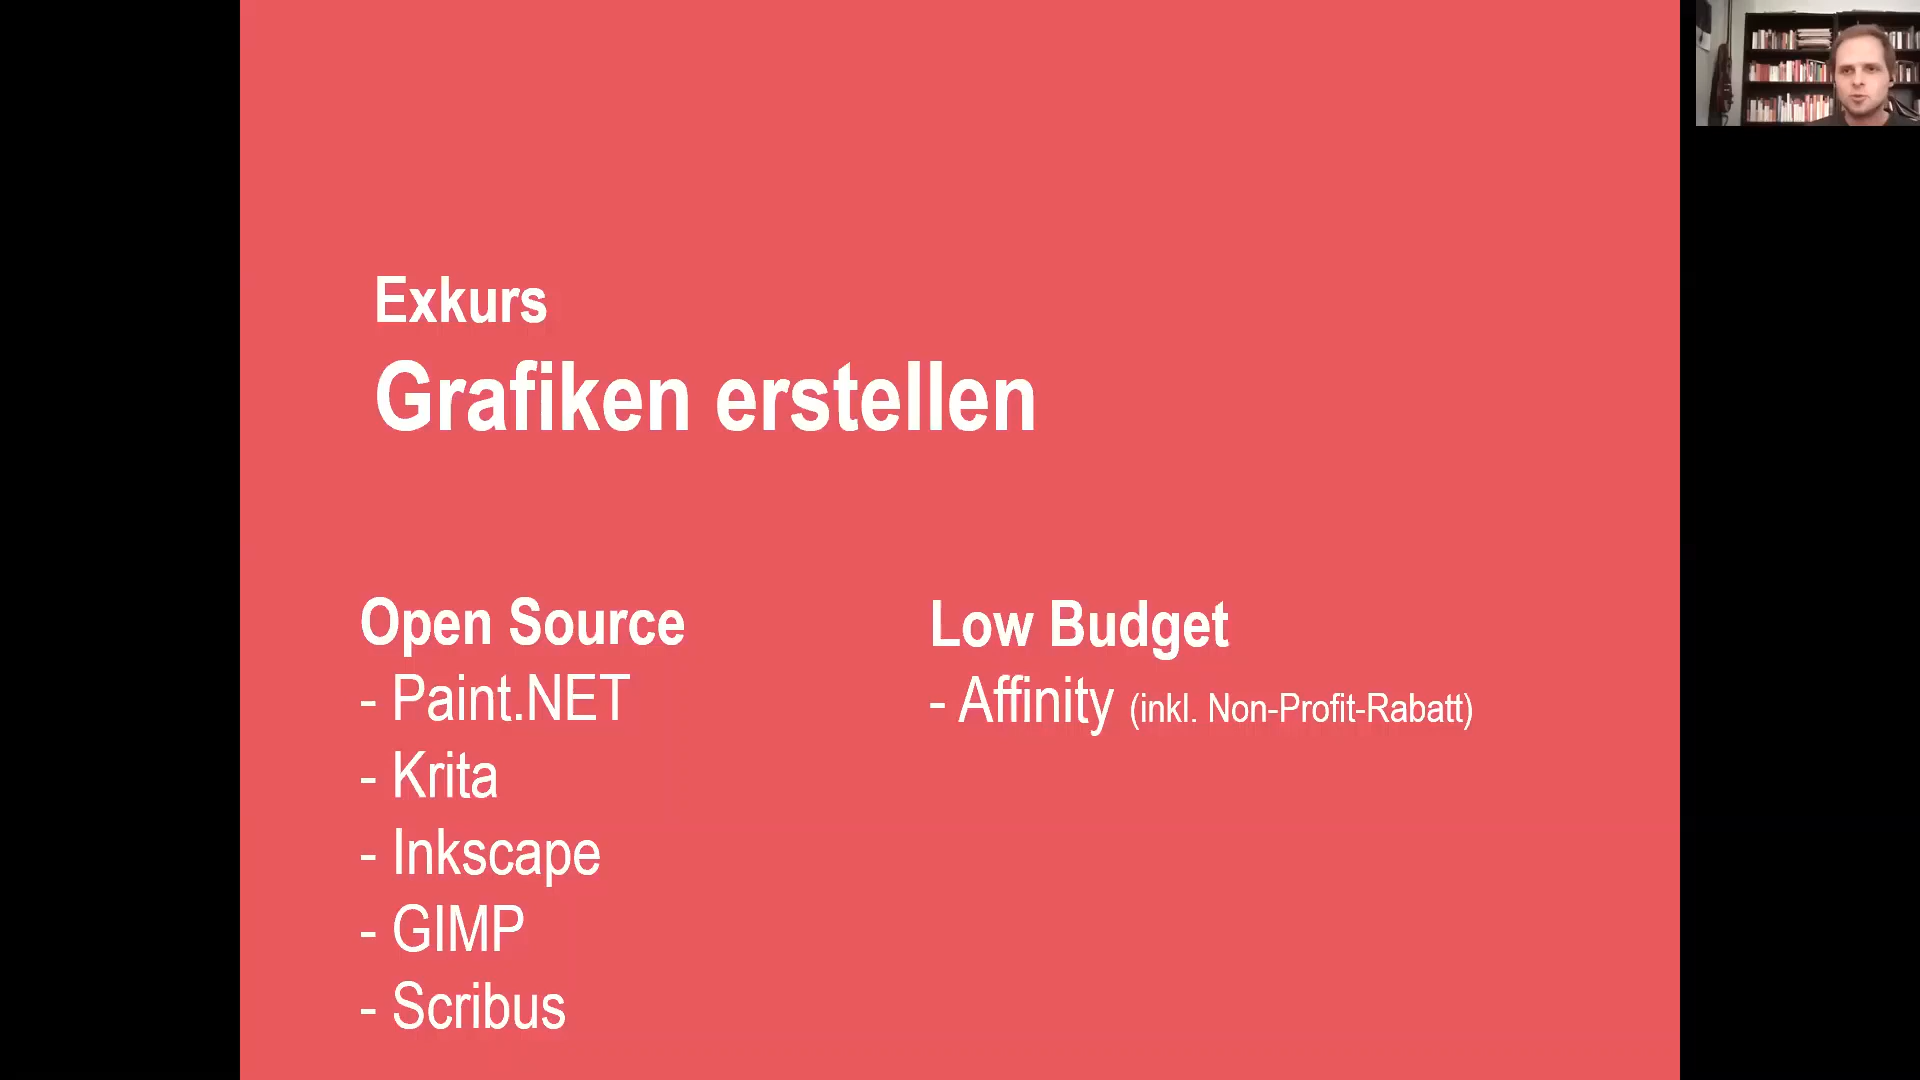 Exkurs
Grafiken erstellen
Open Source
- Paint.NET
- Krita
- Inkscape
- GIMP
- Scribus
Low Budget
- Affinity (inkl. Non-Profit-Rabatt)